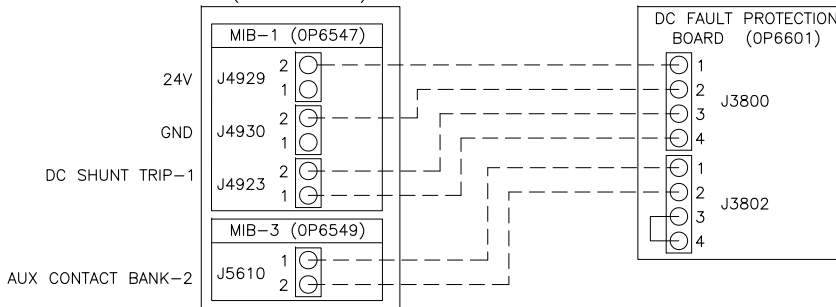 MIB-1 (0P6547)
24V
J4929
2
1
GND
J4930
2
1
DC SHUNT TRIP-1
J4923
2
1
MIB-3 (0P6549)
AUX CONTACT BANK-2
J5610
1
2
DC FAULT PROTECTION
BOARD (0P6601)
1
2
3
4
J3800
1
2
3
4
J3802